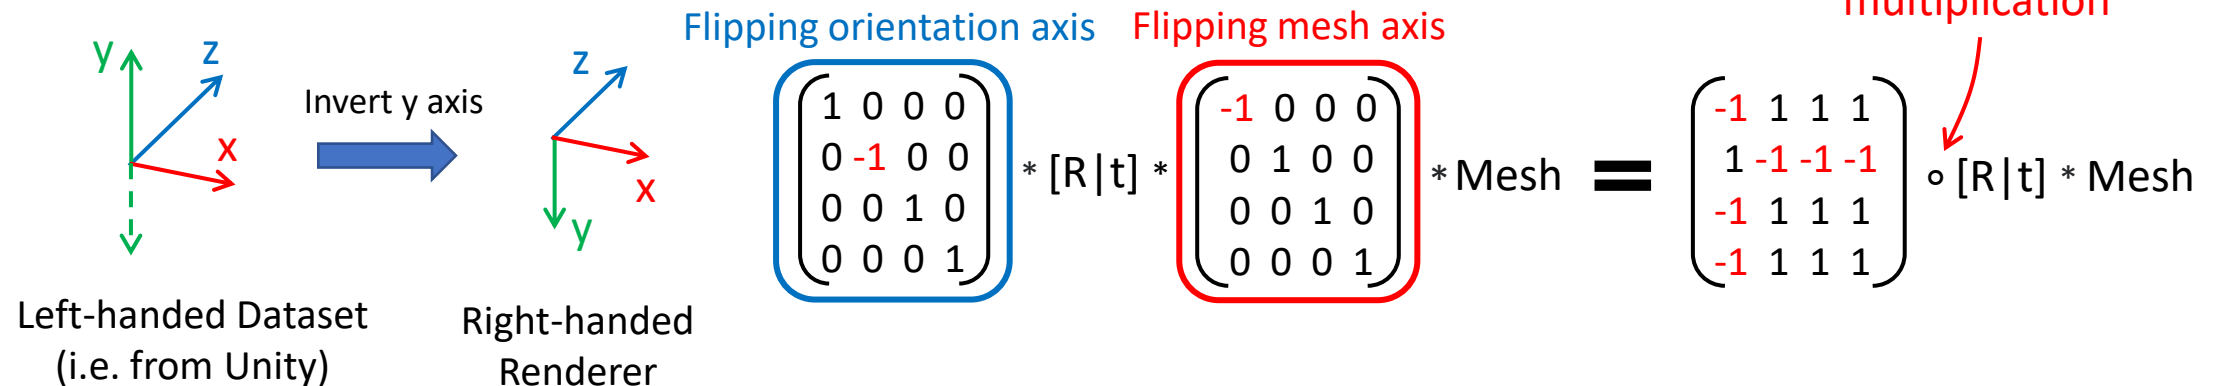 y
z
x
Left-handed Dataset
(i.e. from Unity)
Invert y axis
z
x
y
Right-handed
Renderer
Flipping orientation axis
1 0 0 0
0 -1 0 0
0 0 1 0
0 0 0 1
* [R|t] *
Flipping mesh axis
-1 0 0 0
0 1 0 0
0 0 1 0
0 0 0 1
* Mesh =
-1 1 1 1
1 -1 -1 -1
-1 1 1 1
-1 1 1 1
multiplication
∘ [R|t] * Mesh